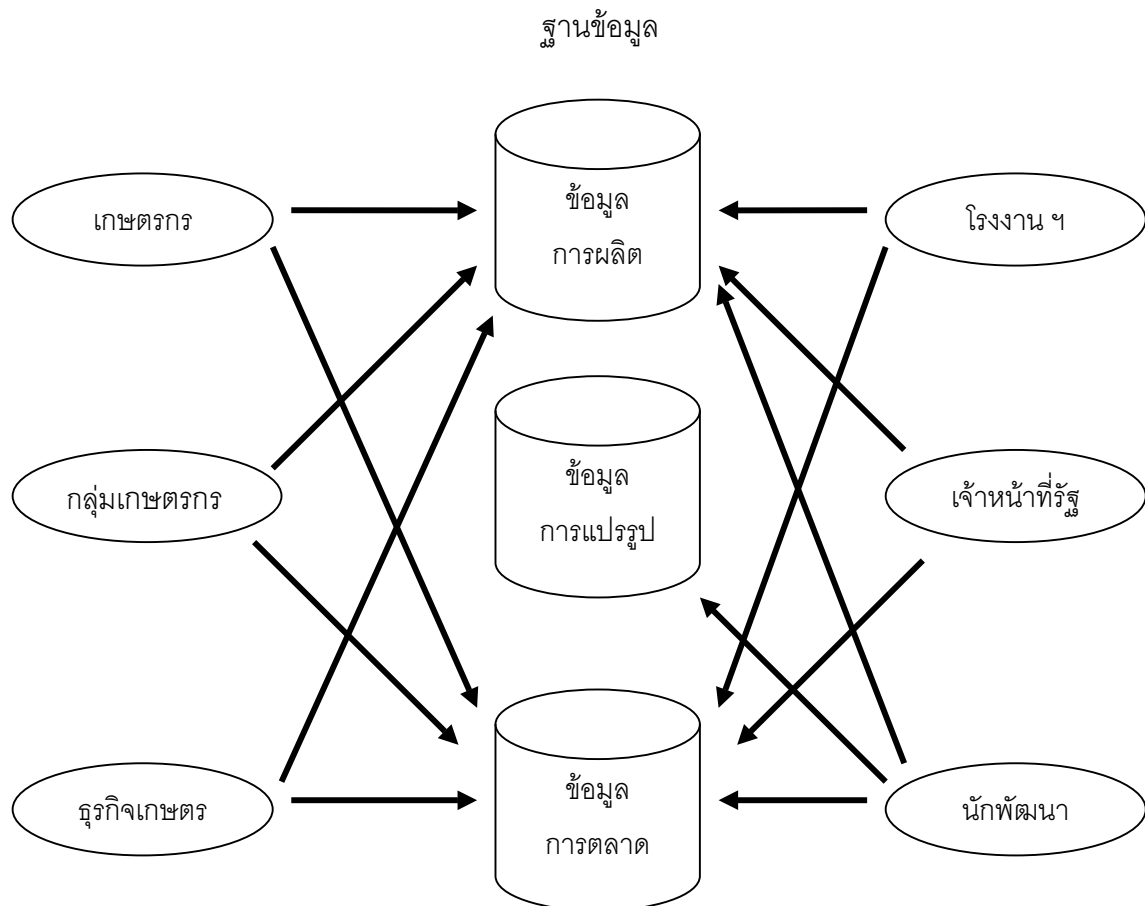 ฐานข้อมูล
ข้อมูล
การผลิต
เกษตรกร
โรงงาน ฯ
ข้อมูล
การแปรรูป
กลุ่มเกษตรกร
เจ้าหน้าที่รัฐ
ข้อมูล
การตลาด
ธุรกิจเกษตร
นักพัฒนา